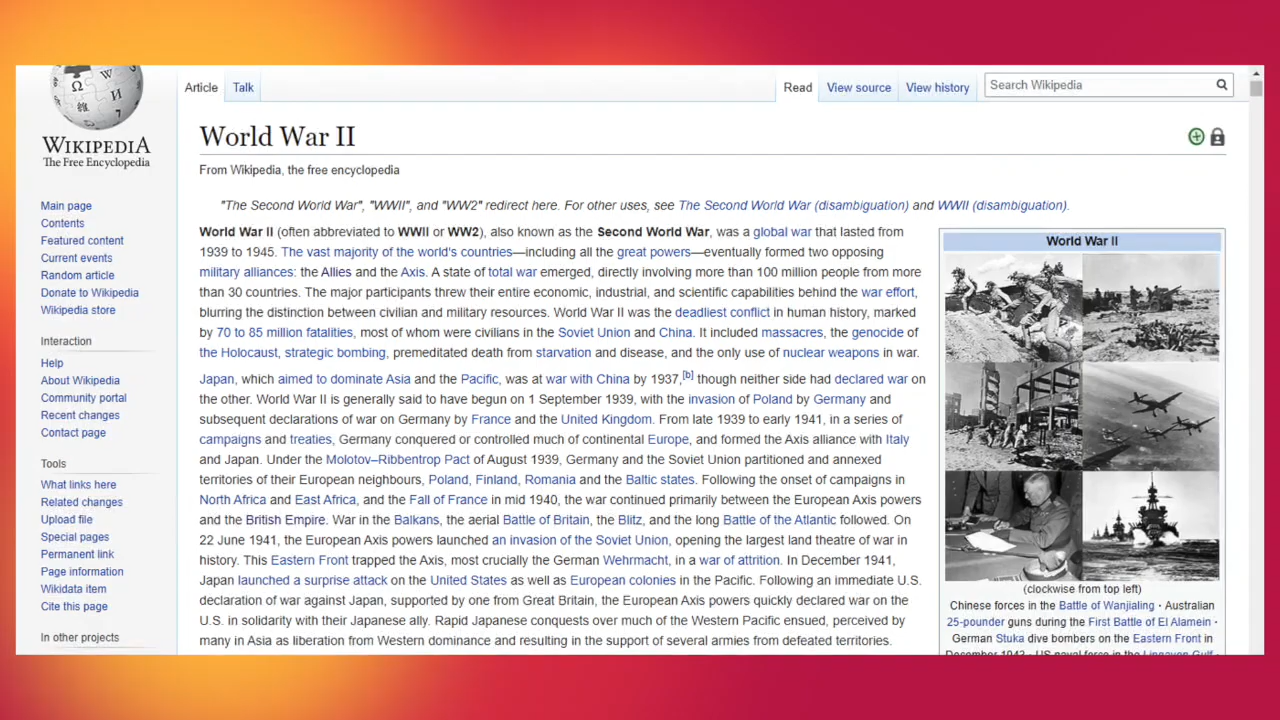 Article
Talk
Read
View source
View history
Search Wikipedia
WIKIPEDIA
The Free Encyclopedia
Main page
Contents
Featured content
Current events
Random article
Donate to Wikipedia
Wikipedia store
Interaction
Help
About Wikipedia
Community portal
Recent changes
Contact page
Tools
What links here
Related changes
Upload file
Special pages
Permanent link
Page information
Wikidata item
Cite this page
In other projects
World War II
From Wikipedia, the free encyclopedia
"The Second World War", "WWII", and "WW2" redirect here. For other uses, see The Second World War (disambiguation) and WWII (disambiguation).
World War II (often abbreviated to WWII or WW2), also known as the Second World War, was a global war that lasted from
1939 to 1945. The vast majority of the world's countries—including all the great powers—eventually formed two opposing
military alliances: the Allies and the Axis. A state of total war emerged, directly involving more than 100 million people from more
than 30 countries. The major participants threw their entire economic, industrial, and scientific capabilities behind the war effort,
blurring the distinction between civilian and military resources. World War II was the deadliest conflict in human history, marked
by 70 to 85 million fatalities, most of whom were civilians in the Soviet Union and China. It included massacres, the genocide of
the Holocaust, strategic bombing, premeditated death from starvation and disease, and the only use of nuclear weapons in war.
Japan, which aimed to dominate Asia and the Pacific, was at war with China by 1937,[b] though neither side had declared war on
the other. World War II is generally said to have begun on 1 September 1939, with the invasion of Poland by Germany and
subsequent declarations of war on Germany by France and the United Kingdom. From late 1939 to early 1941, in a series of
campaigns and treaties, Germany conquered or controlled much of continental Europe, and formed the Axis alliance with Italy
and Japan. Under the Molotov–Ribbentrop Pact of August 1939, Germany and the Soviet Union partitioned and annexed
territories of their European neighbours, Poland, Finland, Romania and the Baltic states. Following the onset of campaigns in
North Africa and East Africa, and the Fall of France in mid 1940, the war continued primarily between the European Axis powers
and the British Empire. War in the Balkans, the aerial Battle of Britain, the Blitz, and the long Battle of the Atlantic followed. On
22 June 1941, the European Axis powers launched an invasion of the Soviet Union, opening the largest land theatre of war in
history. This Eastern Front trapped the Axis, most crucially the German Wehrmacht, in a war of attrition. In December 1941,
Japan launched a surprise attack on the United States as well as European colonies in the Pacific. Following an immediate U.S.
declaration of war against Japan, supported by one from Great Britain, the European Axis powers quickly declared war on the
U.S. in solidarity with their Japanese ally. Rapid Japanese conquests over much of the Western Pacific ensued, perceived by
many in Asia as liberation from Western dominance and resulting in the support of several armies from defeated territories.
World War II
(clockwise from top left)
Chinese forces in the Battle of Wanjialing · Australian
25-pounder guns during the First Battle of El Alamein ·
German Stuka dive bombers on the Eastern Front in
December 1943 · US naval force in the Lingayen Gulf ·